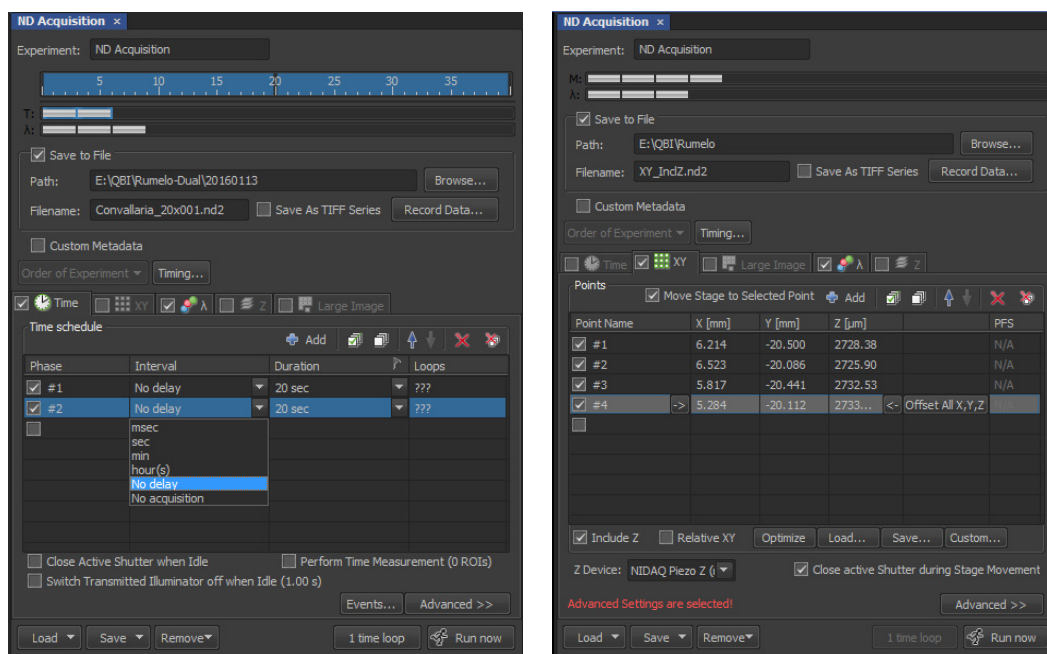 ND Acquisition ×
Experiment: ND Acquisition
5 10 15 20 25 30 35
T:
λ:
Save to File
Path: E:\QBI\Rumelo-Dual\20160113 Browse...
Filename: Convallaria_20x001.nd2 Save As TIFF Series Record Data...
Custom Metadata
Order of Experiment Timing...
Time XY λ Z Large Image
Time schedule
Add
Phase Interval Duration Loops
#1 No delay 20 sec ???
#2 No delay 20 sec ???
msec
sec
min
hour(s)
No delay
No acquisition
Close Active Shutter when Idle Perform Time Measurement (0 ROIs)
Switch Transmitted Illuminator off when Idle (1.00 s)
Events... Advanced >>
Load Save Remove 1 time loop Run now
ND Acquisition ×
Experiment: ND Acquisition
M:
λ:
Save to File
Path: E:\QBI\Rumelo Browse...
Filename: XY_IndZ.nd2 Save As TIFF Series Record Data...
Custom Metadata
Order of Experiment Timing...
Time XY Large Image λ Z
Points
Move Stage to Selected Point Add
Point Name X [mm] Y [mm] Z [µm] PFS
#1 6.214 -20.500 2728.38 N/A
#2 6.523 -20.086 2725.90 N/A
#3 5.817 -20.441 2732.53 N/A
#4 -> 5.284 -20.112 2733... <- Offset All X,Y,Z N/A
Include Z Relative XY Optimize Load... Save... Custom...
Z Device: NIDAQ Piezo Z Close active Shutter during Stage Movement
Advanced Settings are selected! Advanced >>
Load Save Remove 1 time loop Run now